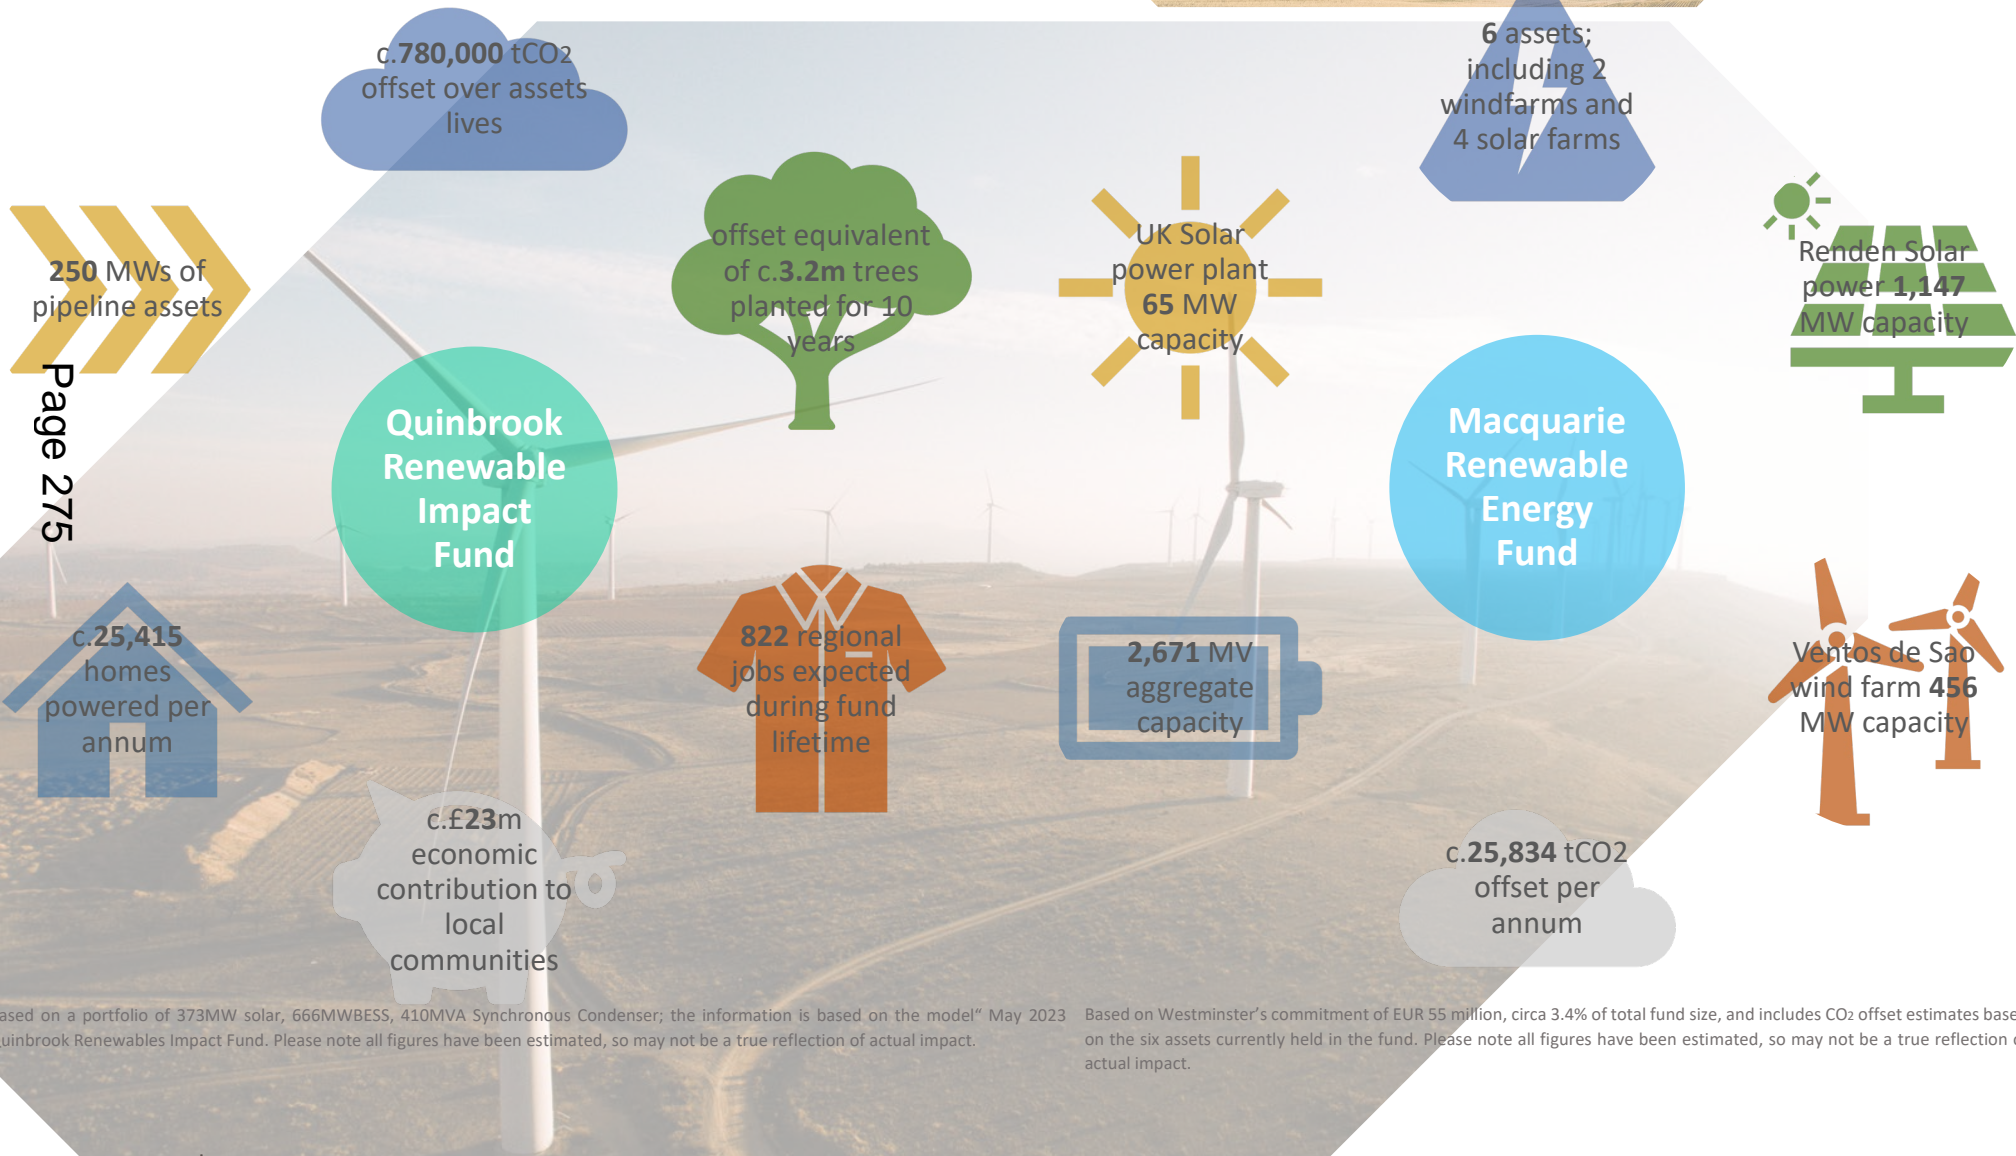 c.780,000 tCO2
offset over assets
lives
6 assets;
including 2
windfarms and
4 solar farms
250 MWs of
pipeline assets
offset equivalent
of c.3.2m trees
planted for 10
years
UK Solar
power plant
65 MW
capacity
Renden Solar
power 1,147
MW capacity
Page 275
Quinbrook
Renewable
Impact
Fund
Macquarie
Renewable
Energy
Fund
c.25,415
homes
powered per
annum
822 regional
jobs expected
during fund
lifetime
2,671 MV
aggregate
capacity
Ventos de Sao
wind farm 456
MW capacity
c.£23m
economic
contribution to
local
communities
c.25,834 tCO2
offset per
annum
ased on a portfolio of 373MW solar, 666MWBESS, 410MVA Synchronous Condenser; the information is based on the model“ May 2023
uinbrook Renewables Impact Fund. Please note all figures have been estimated, so may not be a true reflection of actual impact.
Based on Westminster’s commitment of EUR 55 million, circa 3.4% of total fund size, and includes CO2 offset estimates base
on the six assets currently held in the fund. Please note all figures have been estimated, so may not be a true reflection o
actual impact.